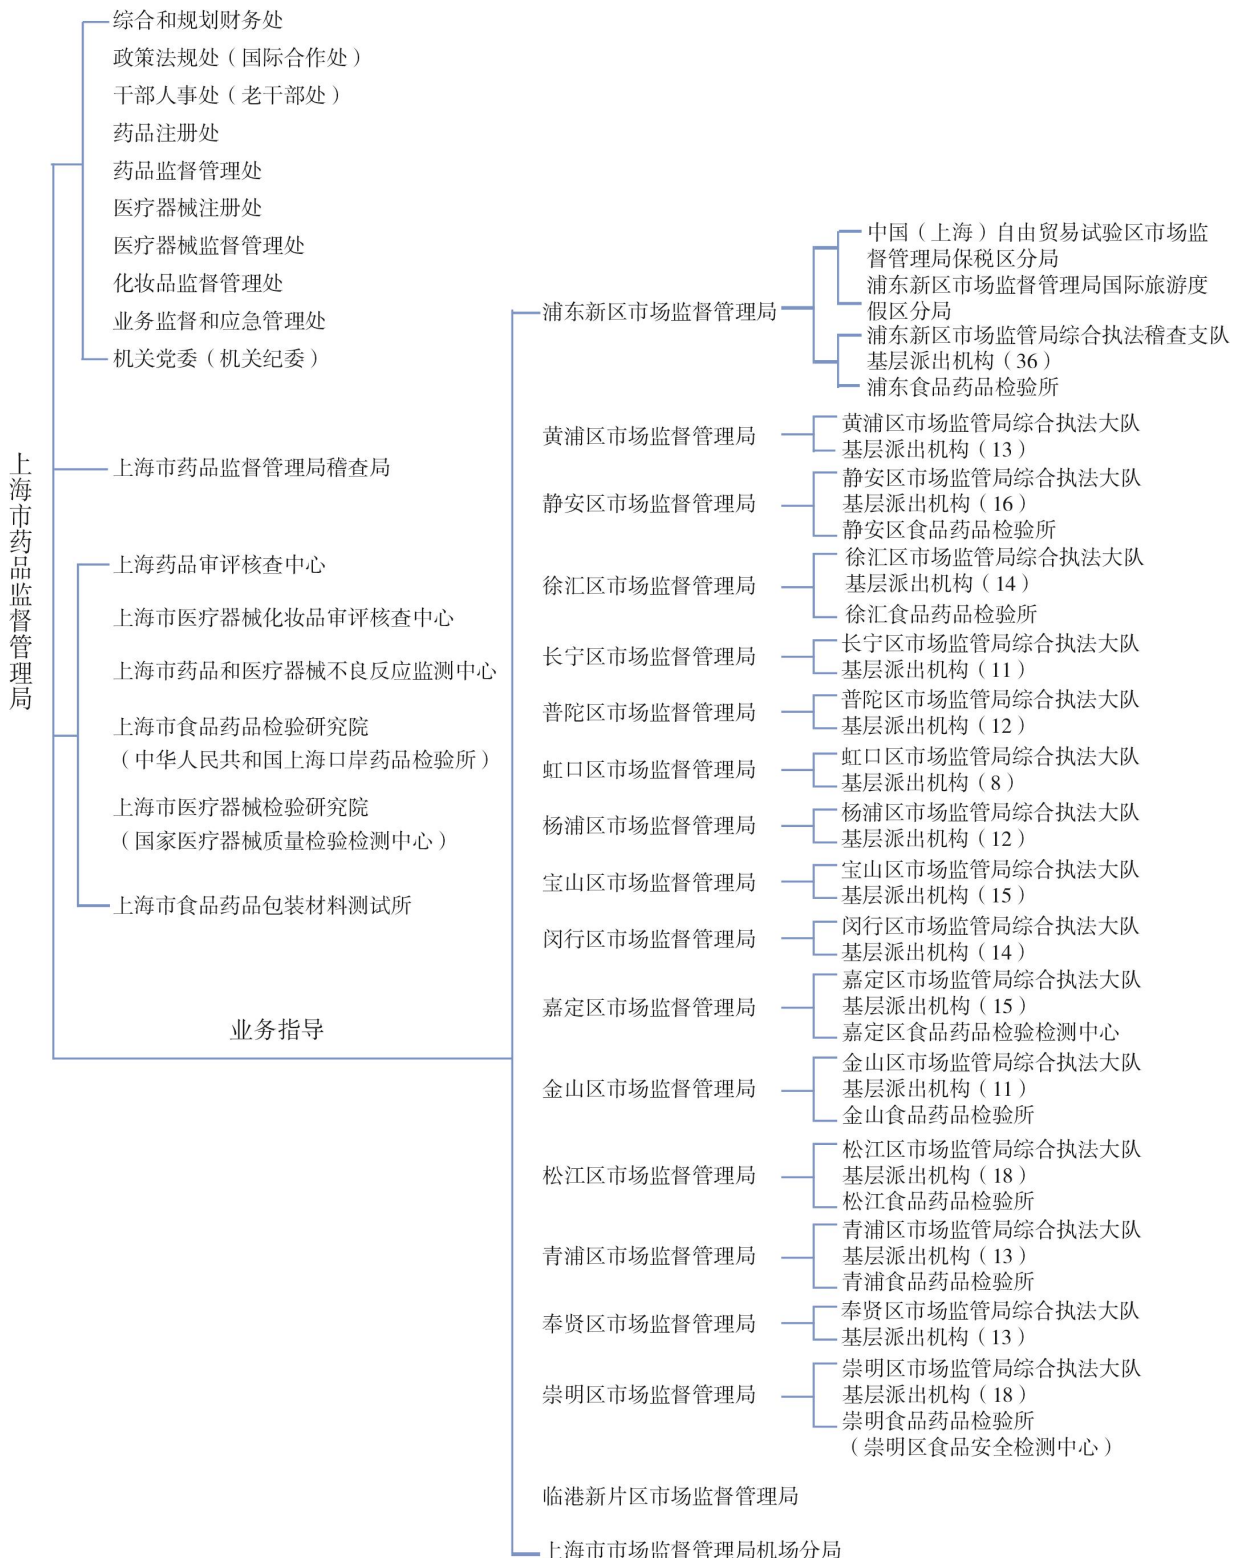 上海市药品监督管理局
综合和规划财务处
政策法规处（国际合作处）
干部人事处（老干部处）
药品注册处
药品监督管理处
医疗器械注册处
医疗器械监督管理处
化妆品监督管理处
业务监督和应急管理处
机关党委（机关纪委）
上海市药品监督管理局稽查局
上海药品审评核查中心
上海市医疗器械化妆品审评核查中心
上海市药品和医疗器械不良反应监测中心
上海市食品药品检验研究院
（中华人民共和国上海口岸药品检验所）
上海市医疗器械检验研究院
（国家医疗器械质量检验检测中心）
上海市食品药品包装材料测试所
业务指导
浦东新区市场监督管理局
中国（上海）自由贸易试验区市场监
督管理局保税区分局
浦东新区市场监督管理局国际旅游度
假区分局
浦东新区市场监管局综合执法稽查支队
基层派出机构（36）
浦东食品药品检验所
黄浦区市场监督管理局
黄浦区市场监管局综合执法大队
基层派出机构（13）
静安区市场监督管理局
静安区市场监管局综合执法大队
基层派出机构（16）
静安区食品药品检验所
徐汇区市场监督管理局
徐汇区市场监管局综合执法大队
基层派出机构（14）
徐汇食品药品检验所
长宁区市场监督管理局
长宁区市场监管局综合执法大队
基层派出机构（11）
普陀区市场监督管理局
普陀区市场监管局综合执法大队
基层派出机构（12）
虹口区市场监督管理局
虹口区市场监管局综合执法大队
基层派出机构（8）
杨浦区市场监督管理局
杨浦区市场监管局综合执法大队
基层派出机构（12）
宝山区市场监督管理局
宝山区市场监管局综合执法大队
基层派出机构（15）
闵行区市场监督管理局
闵行区市场监管局综合执法大队
基层派出机构（14）
嘉定区市场监督管理局
嘉定区市场监管局综合执法大队
基层派出机构（15）
嘉定区食品药品检验检测中心
金山区市场监督管理局
金山区市场监管局综合执法大队
基层派出机构（11）
金山食品药品检验所
松江区市场监督管理局
松江区市场监管局综合执法大队
基层派出机构（18）
松江食品药品检验所
青浦区市场监督管理局
青浦区市场监管局综合执法大队
基层派出机构（13）
青浦食品药品检验所
奉贤区市场监督管理局
奉贤区市场监管局综合执法大队
基层派出机构（13）
崇明区市场监督管理局
崇明区市场监管局综合执法大队
基层派出机构（18）
崇明食品药品检验所
（崇明区食品安全检测中心）
临港新片区市场监督管理局
上海市市场监督管理局机场分局